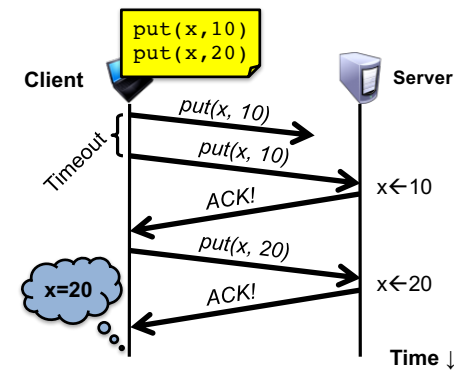 put(x,10)
put(x,20)
Client
Server
put(x, 10)
Timeout
put(x, 10)
x←10
ACK!
put(x, 20)
x←20
x=20
ACK!
Time ↓